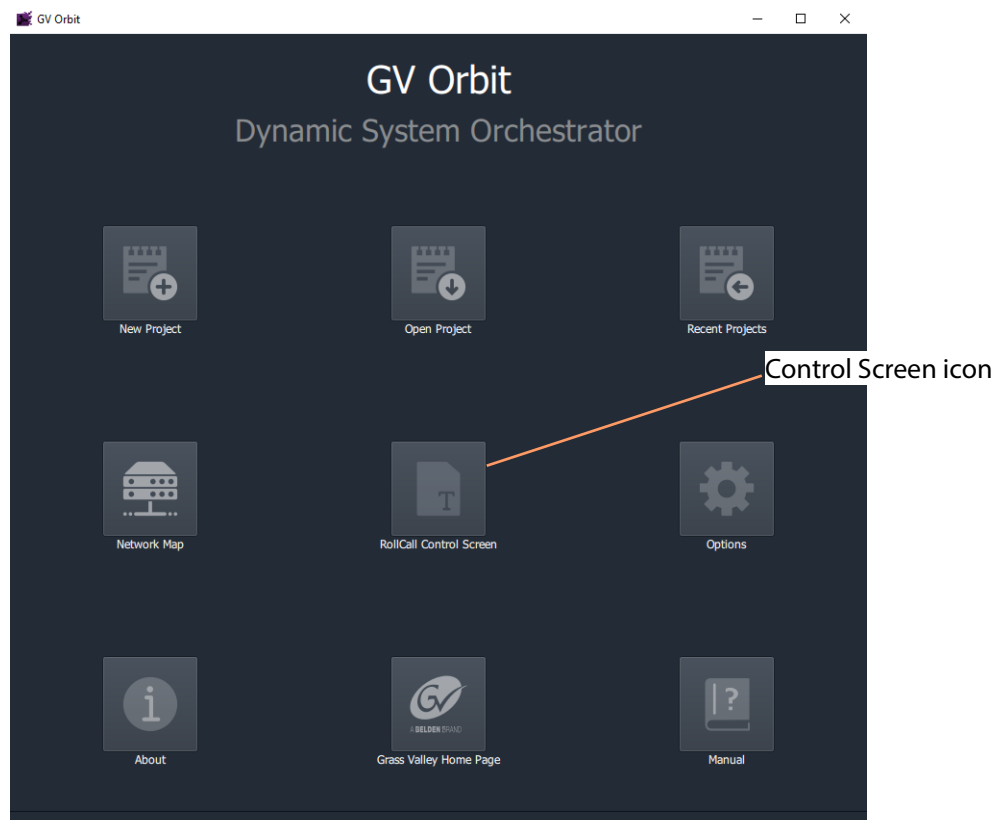 GV Orbit
GV Orbit
Dynamic System Orchestrator
New Project
Open Project
Recent Projects
Control Screen icon
T
Network Map
RollCall Control Screen
Options
i
GV
A BELDEN BRAND
?
About
Grass Valley Home Page
Manual